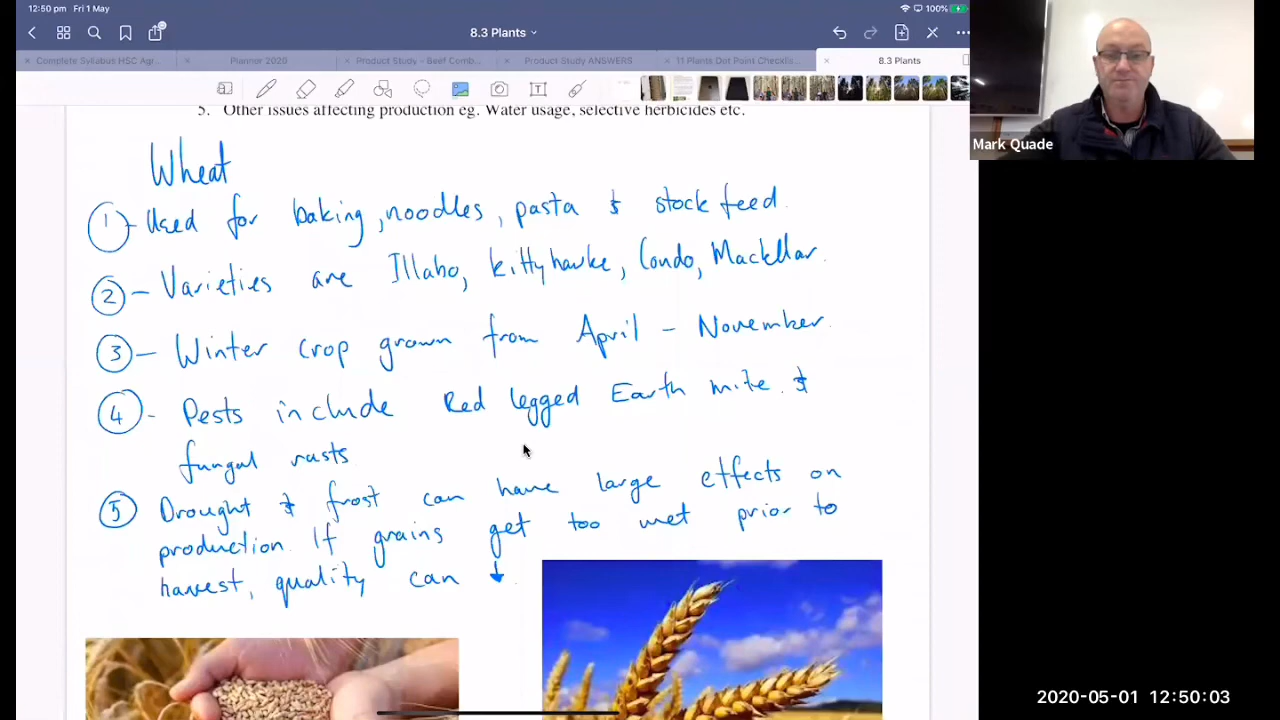 12:50 pm Fri 1 May
100%
8.3 Plants
Complete Syllabus HSC Agr...
Planner 2020
Product Study - Beef Comb...
Product Study ANSWERS
11 Plants Dot Point Checklis...
8.3 Plants
5. Other issues affecting production eg. Water usage, selective herbicides etc.
Mark Quade
Wheat
1 - Used for baking, noodles, pasta & stock feed.
2 - Varieties are Illabo, kittyhawke, Condo, Mackellar.
3 - Winter crop grown from April - November.
4 - Pests include Red legged Earth mite. &
fungal rusts
5 Drought & frost can have large effects on
production. If grains get too wet prior to
harvest, quality can ↓.
2020-05-01 12:50:03